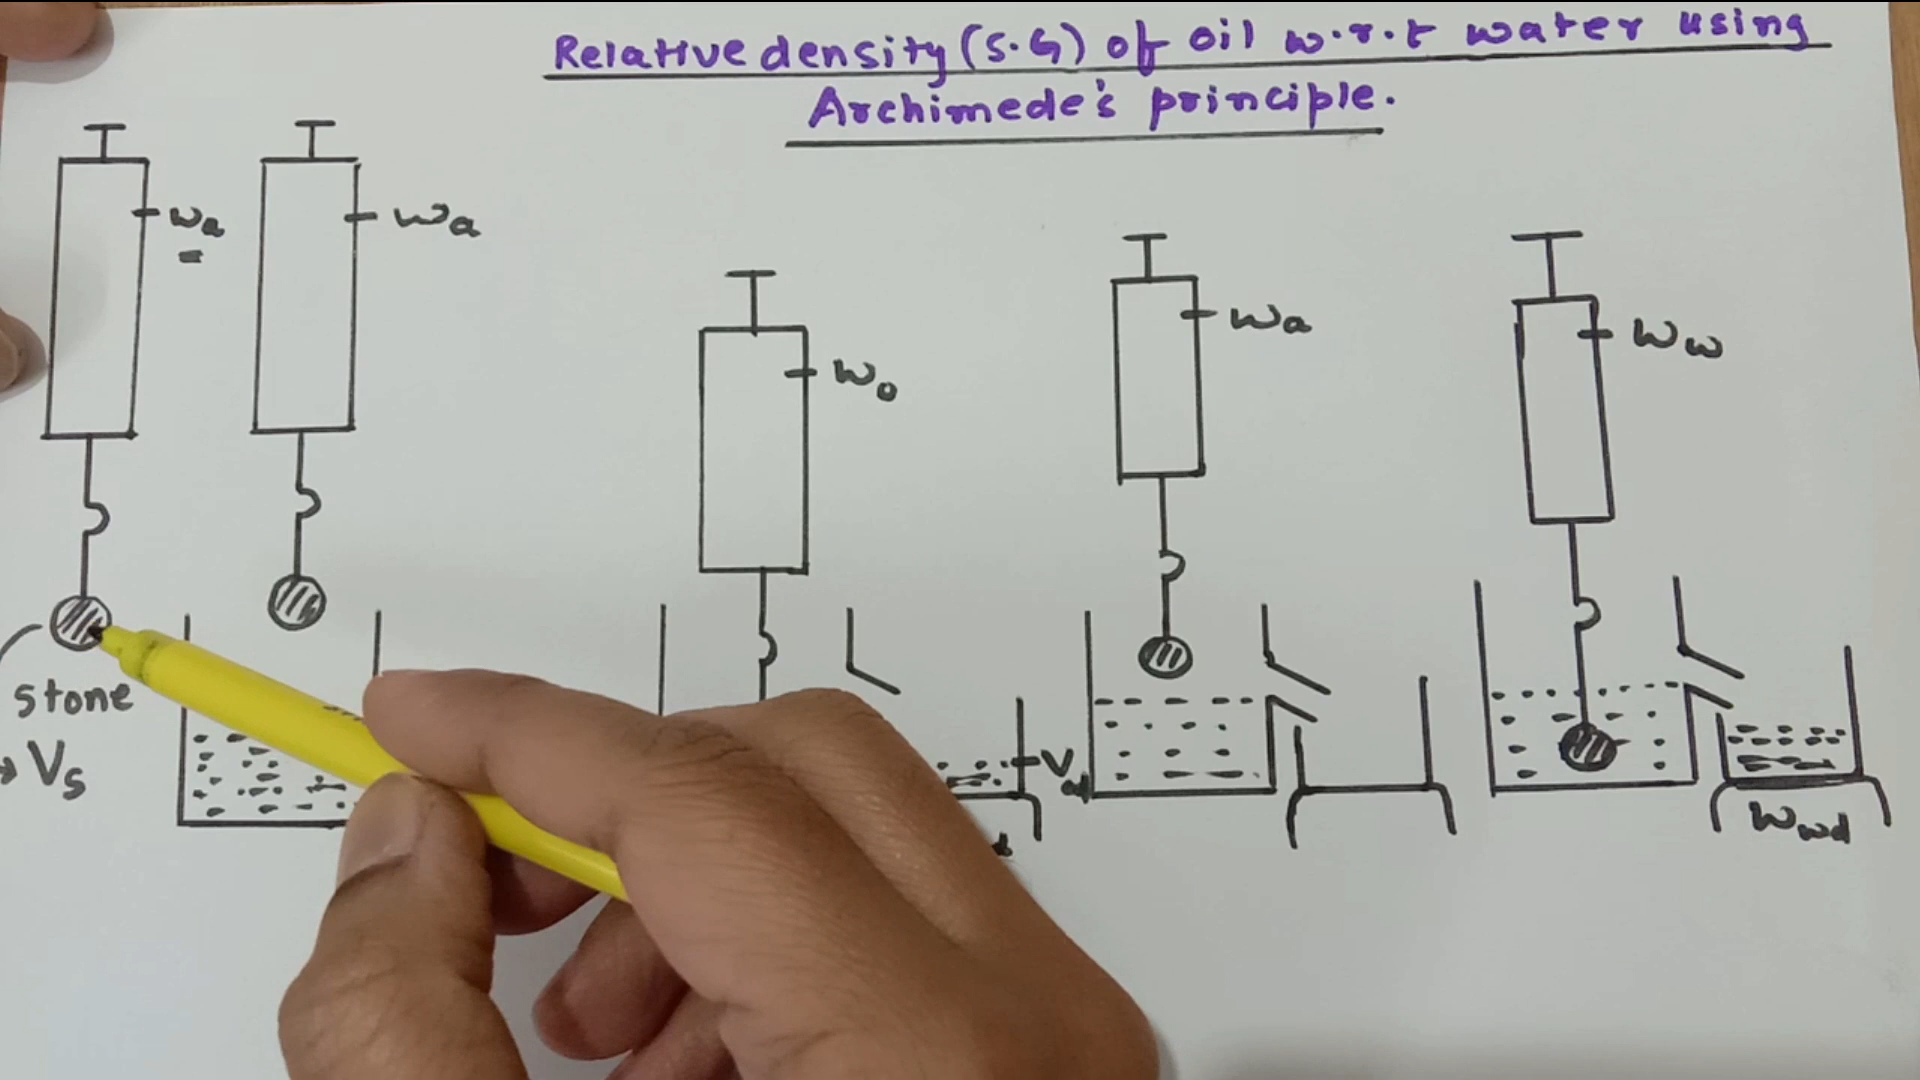 Relative density (S.G) of oil w.r.t water using
Archimede's principle.
Wa
Wa
Wo
Wa
Ww
stone
Vs
Wwd